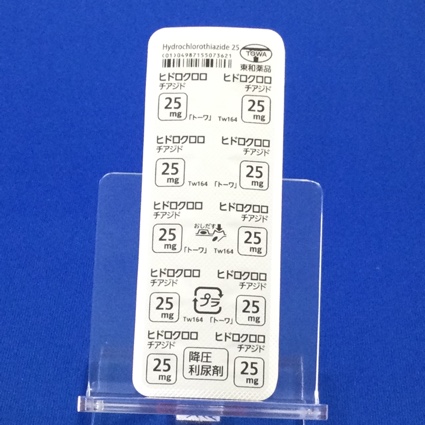 Hydrochlorothiazide 25
(01)04987155073621
TOWA
東和薬品
ヒドロクロロ
チアジド
ヒドロクロロ
チアジド
25
mg
「トーワ」
Tw164
25
mg
ヒドロクロロ
チアジド
ヒドロクロロ
チアジド
25
mg
Tw164
「トーワ」
25
mg
ヒドロクロロ
チアジド
ヒドロクロロ
チアジド
25
mg
おしだす
「トーワ」
Tw164
25
mg
ヒドロクロロ
チアジド
ヒドロクロロ
チアジド
25
mg
プラ
Tw164
「トーワ」
25
mg
ヒドロクロロ
チアジド
ヒドロクロロ
チアジド
25
mg
降圧
利尿剤
25
mg